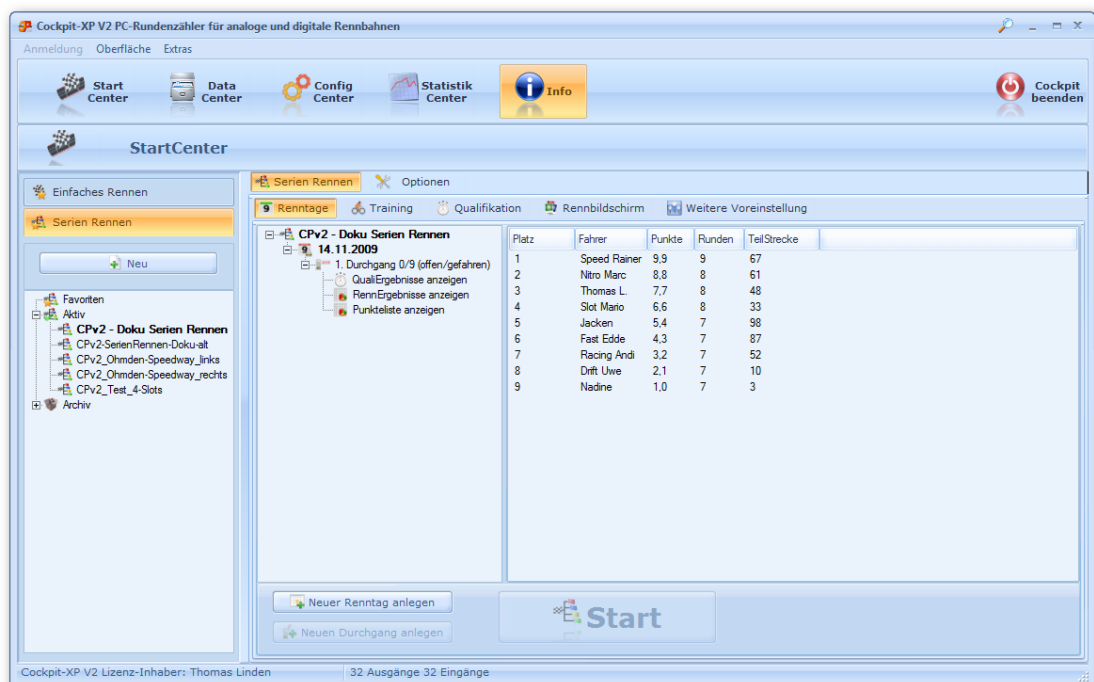 Cockpit-XP V2 PC-Rundenzähler für analoge und digitale Rennbahnen
Anmeldung Oberfläche Extras
Start Center
Data Center
Config Center
Statistik Center
Info
Cockpit beenden
StartCenter
Einfaches Rennen
Serien Rennen
Neu
Favoriten
Aktiv
CPv2 - Doku Serien Rennen
CPv2-SerienRennen-Doku-alt
CPv2_Ohmden-Speedway_links
CPv2_Ohmden-Speedway_rechts
CPv2_Test_4-Slots
Archiv
Serien Rennen Optionen
9 Renntage Training Qualifikation Rennbildschirm Weitere Voreinstellung
CPv2 - Doku Serien Rennen
9 14.11.2009
1. Durchgang 0/9 (offen/gefahren)
QualiErgebnisse anzeigen
RennErgebnisse anzeigen
Punkteliste anzeigen
Platz Fahrer Punkte Runden TeilStrecke
1 Speed Rainer 9,9 9 67
2 Nitro Marc 8,8 8 61
3 Thomas L. 7,7 8 48
4 Slot Mario 6,6 8 33
5 Jacken 5,4 7 98
6 Fast Edde 4,3 7 87
7 Racing Andi 3,2 7 52
8 Drift Uwe 2,1 7 10
9 Nadine 1,0 7 3
Neuer Renntag anlegen
Neuen Durchgang anlegen
Start
Cockpit-XP V2 Lizenz-Inhaber: Thomas Linden 32 Ausgänge 32 Eingänge